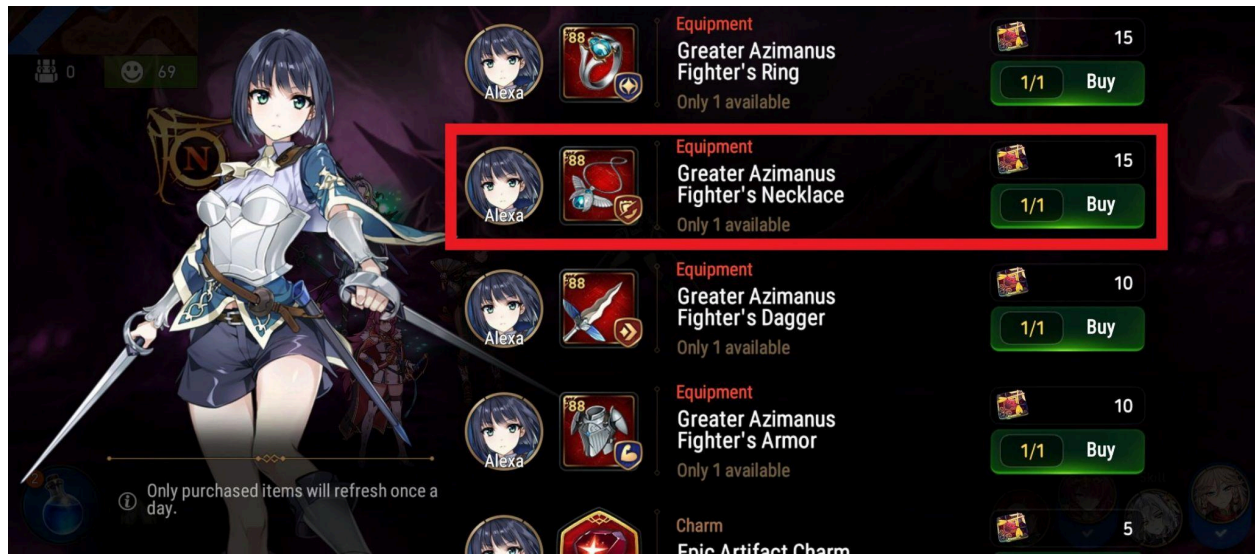 0
69
N
Only purchased items will refresh once a
day.
2
Alexa
88
Equipment
Greater Azimanus
Fighter's Ring
Only 1 available
15
1/1 Buy
Alexa
88
Equipment
Greater Azimanus
Fighter's Necklace
Only 1 available
15
1/1 Buy
Alexa
88
Equipment
Greater Azimanus
Fighter's Dagger
Only 1 available
10
1/1 Buy
Alexa
88
Equipment
Greater Azimanus
Fighter's Armor
Only 1 available
10
1/1 Buy
Charm
Epic Artifact Charm
5